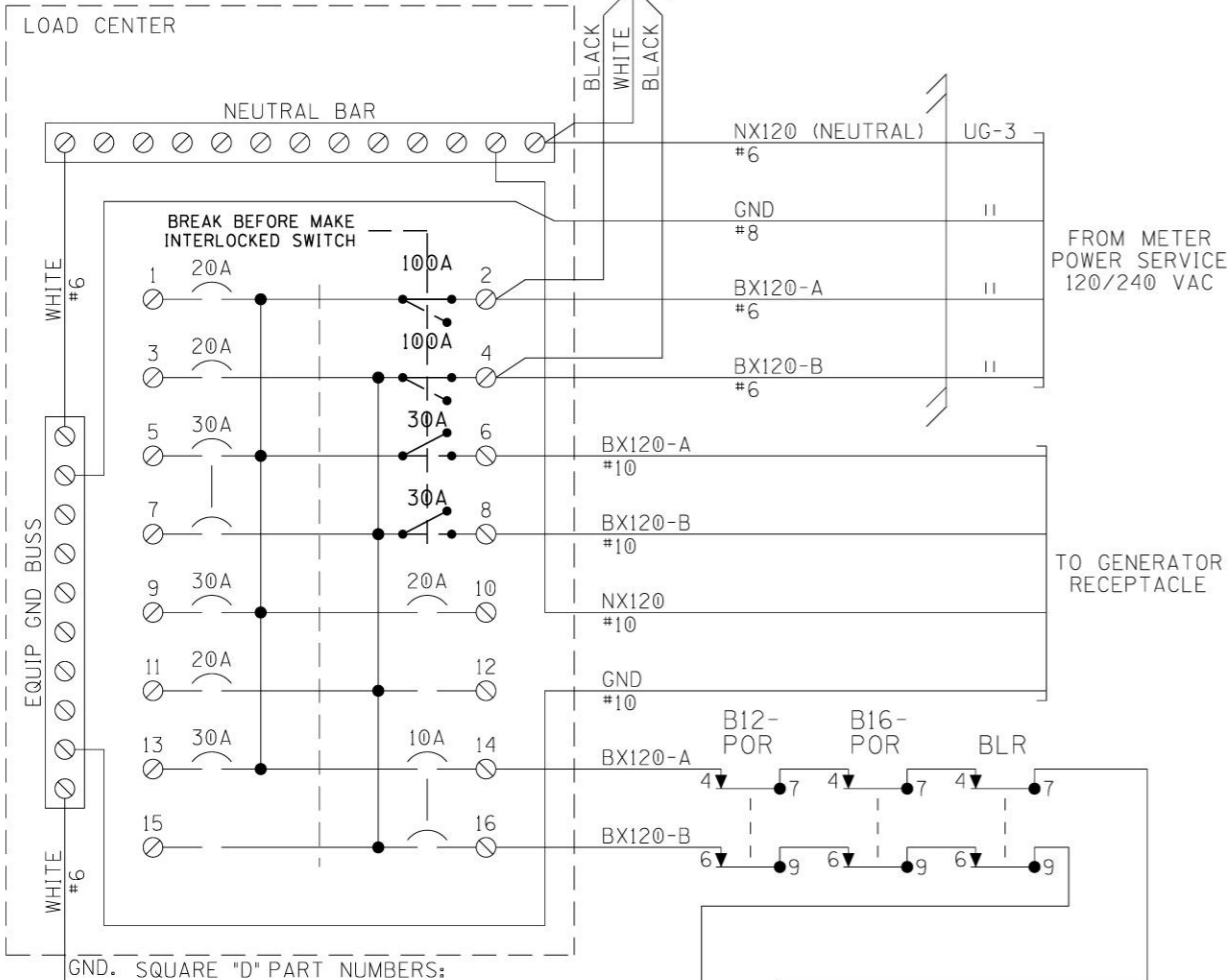 LOAD CENTER
BLACK
WHITE
BLACK
NEUTRAL BAR
NX120 (NEUTRAL) UG-3
#6
GND "
#8
BX120-A "
#6
BX120-B "
#6
FROM METER
POWER SERVICE
120/240 VAC
BREAK BEFORE MAKE
INTERLOCKED SWITCH
WHITE
#6
1 20A 100A 2
3 20A 100A 4
5 30A 30A 6
7 30A 8
9 30A 20A 10
11 20A 12
13 30A 10A 14
15 16
EQUIP GND BUSS
BX120-A
#10
BX120-B
#10
NX120
#10
GND
#10
TO GENERATOR
RECEPTACLE
BX120-A
BX120-B
B12-
POR
B16-
POR
BLR
4 7 4 7 4 7
6 9 6 9 6 9
WHITE
#6
GND. SQUARE "D" PART NUMBERS: